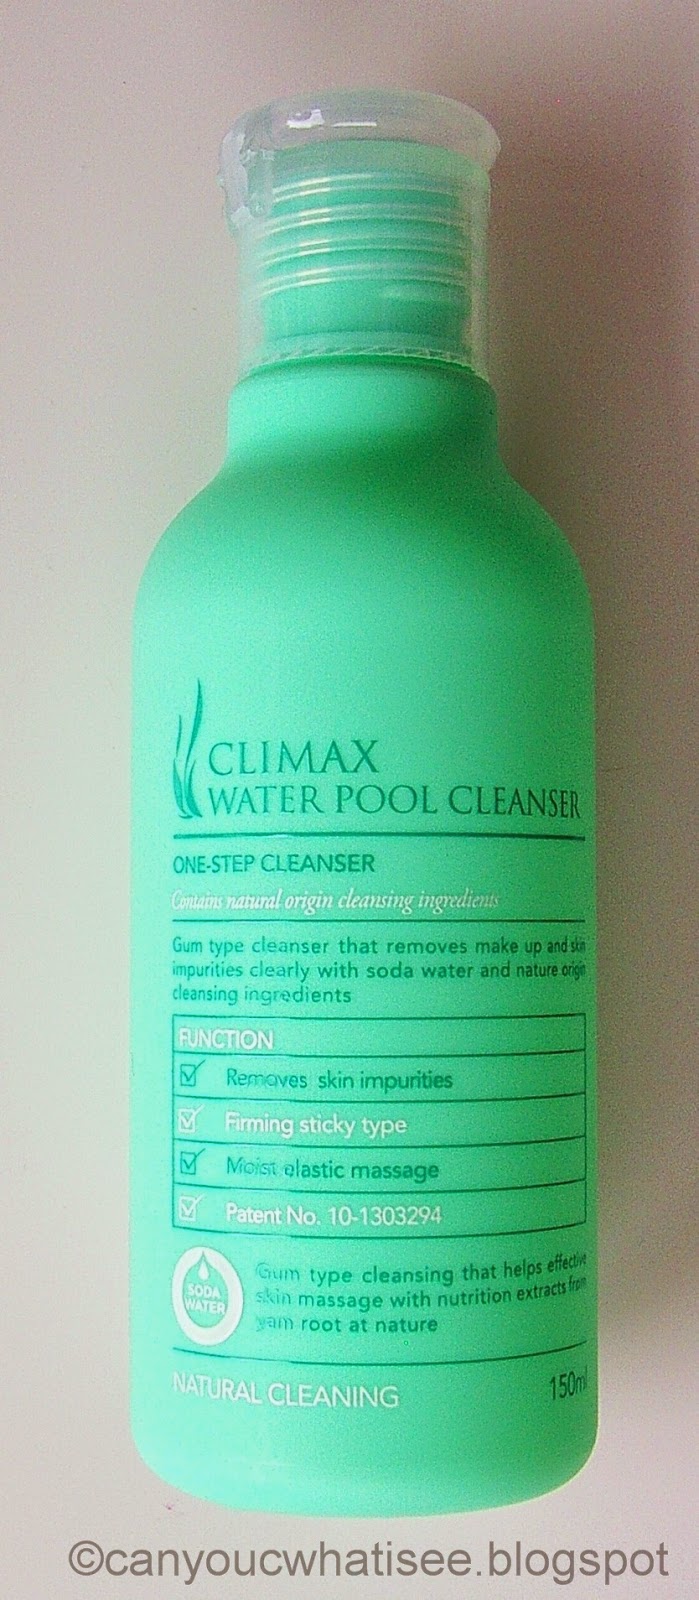 CLIMAX
WATER POOL CLEANSER
ONE-STEP CLEANSER
Contains natural origin cleansing ingredients
Gum type cleanser that removes make up and skin
impurities clearly with soda water and nature origin
cleansing ingredients
FUNCTION
Removes skin impurities
Firming sticky type
Moist elastic massage
Patent No. 10-1303294
SODA
WATER
Gum type cleansing that helps effective
skin massage with nutrition extracts from
yam root at nature
NATURAL CLEANING 150ml
©canyoucwhatisee.blogspot